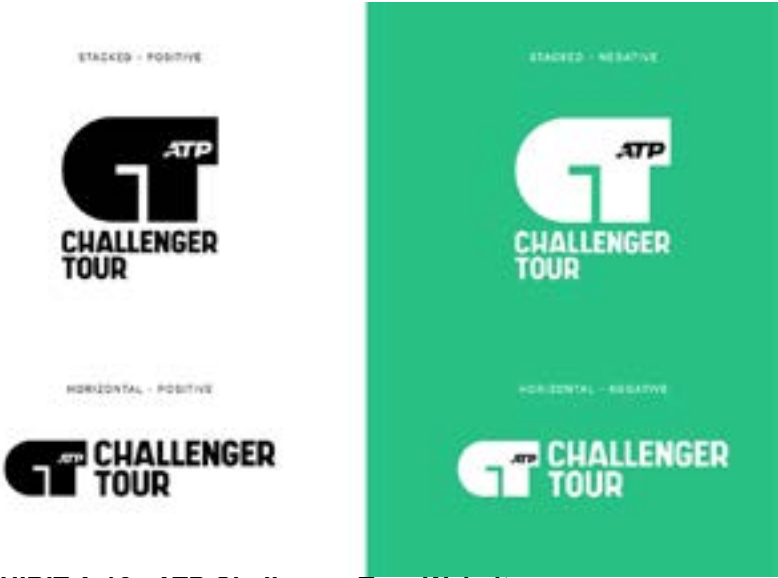 STACKED - POSITIVE
ATP
CHALLENGER
TOUR
HORIZONTAL - POSITIVE
ATP
CHALLENGER
TOUR
STACKED - NEGATIVE
ATP
CHALLENGER
TOUR
HORIZONTAL - NEGATIVE
ATP
CHALLENGER
TOUR